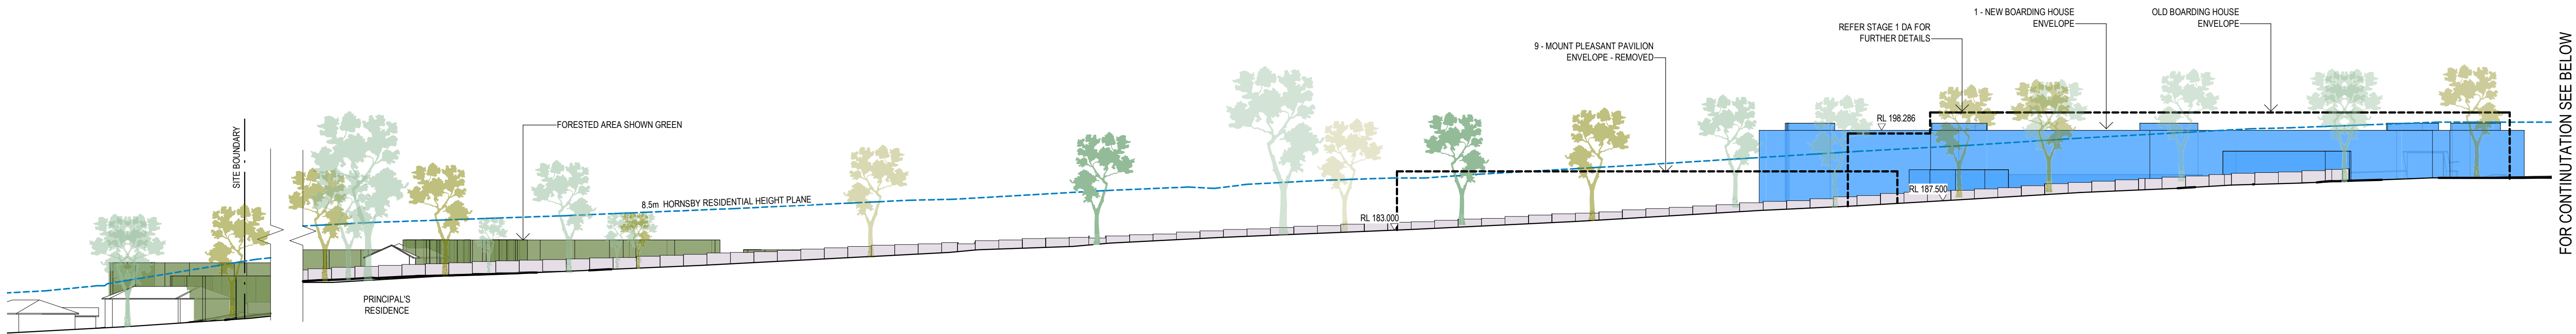 SITE BOUNDARY
PRINCIPAL'S
RESIDENCE
FORESTED AREA SHOWN GREEN
8.5m HORNSBY RESIDENTIAL HEIGHT PLANE
RL 183.000
9 - MOUNT PLEASANT PAVILION
ENVELOPE - REMOVED
REFER STAGE 1 DA FOR
FURTHER DETAILS
RL 198.286
RL 187.500
1 - NEW BOARDING HOUSE
ENVELOPE
OLD BOARDING HOUSE
ENVELOPE
FOR CONTINUTATION SEE BELOW